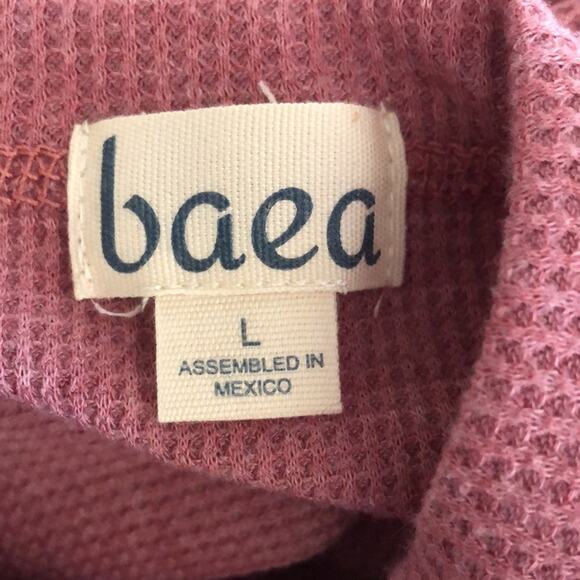 baea
L
ASSEMBLED IN
MEXICO